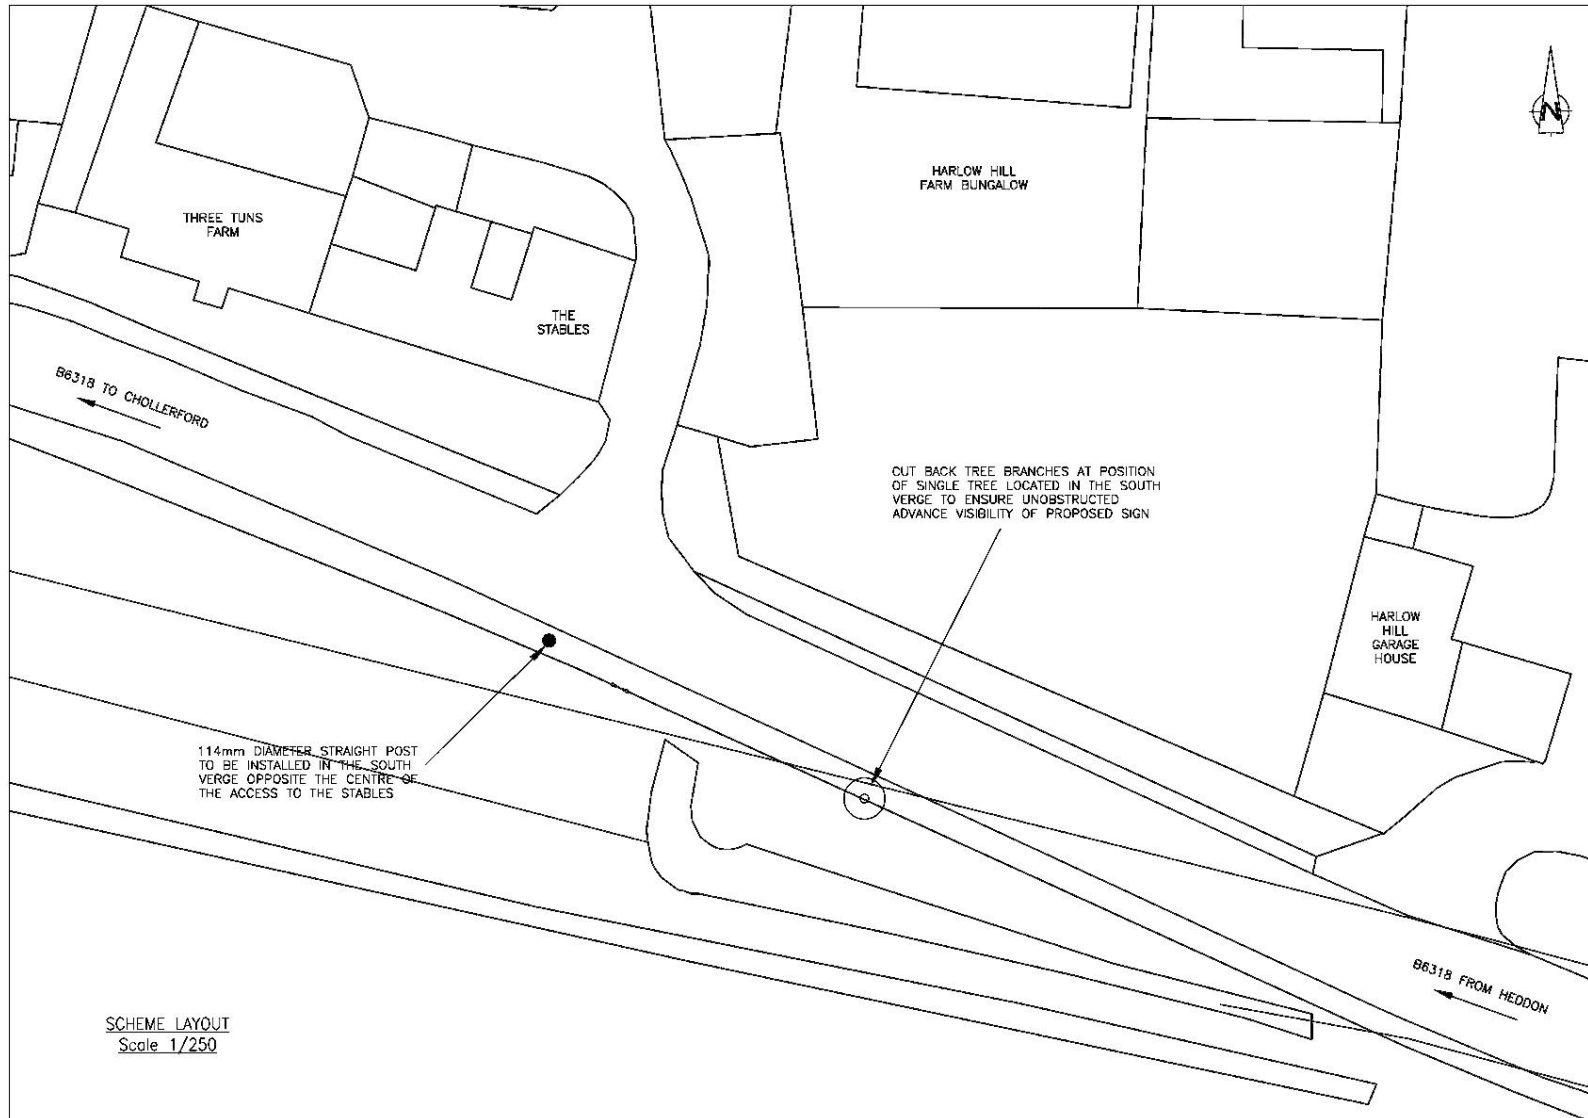 N
HARLOW HILL
FARM BUNGALOW
THREE TUNS
FARM
THE
STABLES
B6318 TO CHOLLERFORD
CUT BACK TREE BRANCHES AT POSITION
OF SINGLE TREE LOCATED IN THE SOUTH
VERGE TO ENSURE UNOBSTRUCTED
ADVANCE VISIBILITY OF PROPOSED SIGN
HARLOW
HILL
GARAGE
HOUSE
114mm DIAMETER STRAIGHT POST
TO BE INSTALLED IN THE SOUTH
VERGE OPPOSITE THE CENTRE OF
THE ACCESS TO THE STABLES
B6318 FROM HEDDON
SCHEME LAYOUT
Scale 1/250